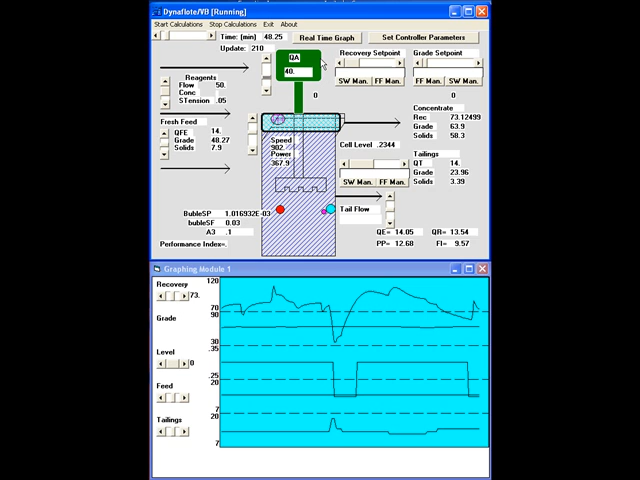 Dynaflote/VB [Running]
Start Calculations Stop Calculations Exit About
Time: (min) 48.25
Real Time Graph
Set Controller Parameters
Update: 210
QA
40.
0
Recovery Setpoint
SW Man. FF Man.
Grade Setpoint
SW Man. FF Man.
0
Reagents
Flow 50.
Conc
STension .05
Fresh Feed
QFE 14.
Grade 48.27
Solids 7.9
Speed
902.
Power
367.9
Concentrate
Rec 73.12499
Grade 63.9
Solids 58.3
Cell Level .2344
SW Man. FF Man.
Tailings
QT 14.
Grade 23.96
Solids 3.39
Tail Flow
BubleSP 1.016932E-03
bubleSF 0.03
A3 .1
Performance Index=.
QE= 14.05 QR= 13.54
PP= 12.68 FI= 9.57
Graphing Module 1
Recovery
73.
Grade
Level
0
Feed
Tailings
120
70
90
30
.35
.25
20
7
20
7